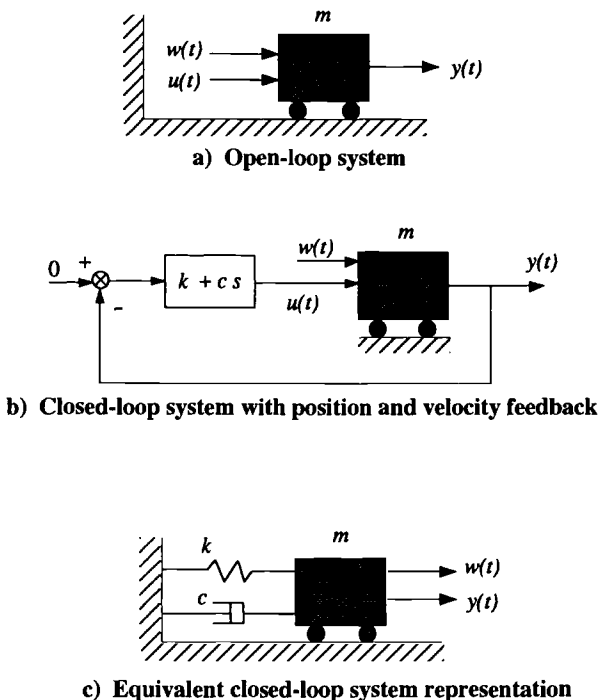 m
w(t)
u(t)
y(t)
a) Open-loop system
m
w(t)
0 +
k + c s
u(t)
-
y(t)
b) Closed-loop system with position and velocity feedback
m
k
c
w(t)
y(t)
c) Equivalent closed-loop system representation